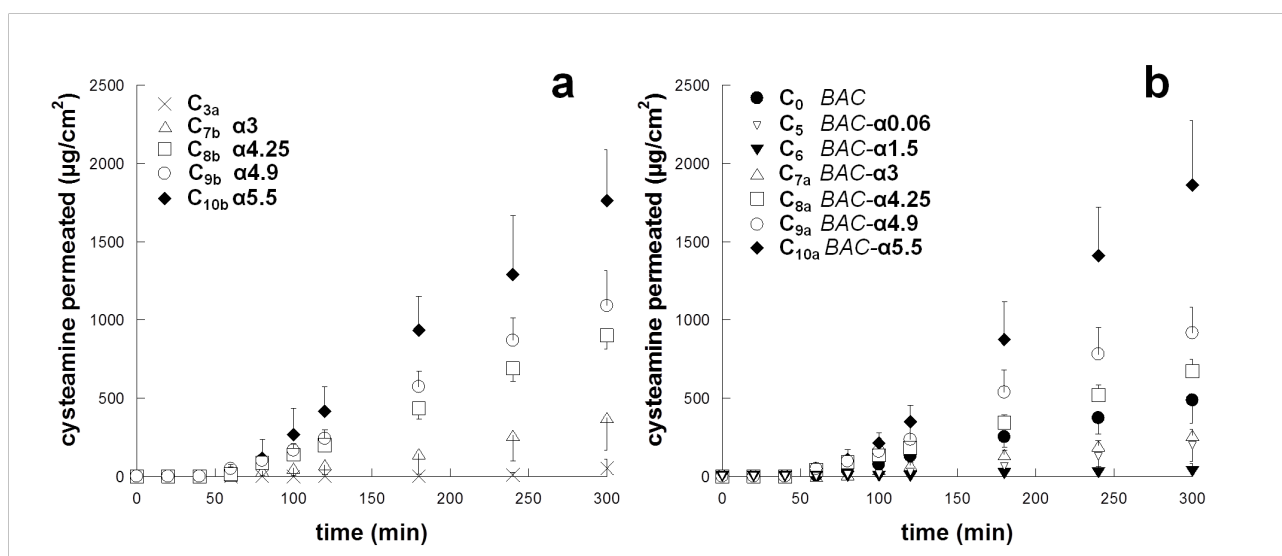 a
cysteamine permeated (µg/cm²)
2500
2000
1500
1000
500
0
C3a
C7b α3
C8b α4.25
C9b α4.9
C10b α5.5
0 50 100 150 200 250 300
time (min)
b
cysteamine permeated (µg/cm²)
2500
2000
1500
1000
500
0
C0 BAC
C5 BAC-α0.06
C6 BAC-α1.5
C7a BAC-α3
C8a BAC-α4.25
C9a BAC-α4.9
C10a BAC-α5.5
0 50 100 150 200 250 300
time (min)